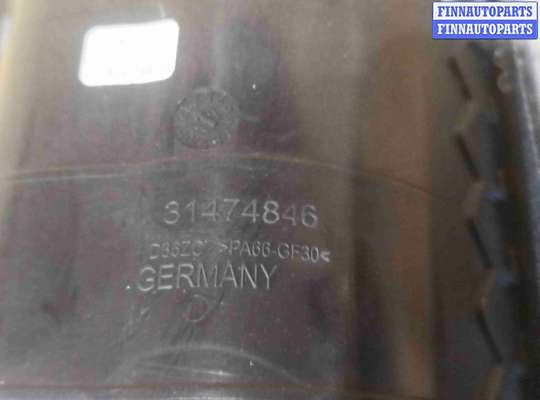 FINNAUTOPARTS
FINNAUTOPARTS
31474846
>PA66-GF30<
GERMANY